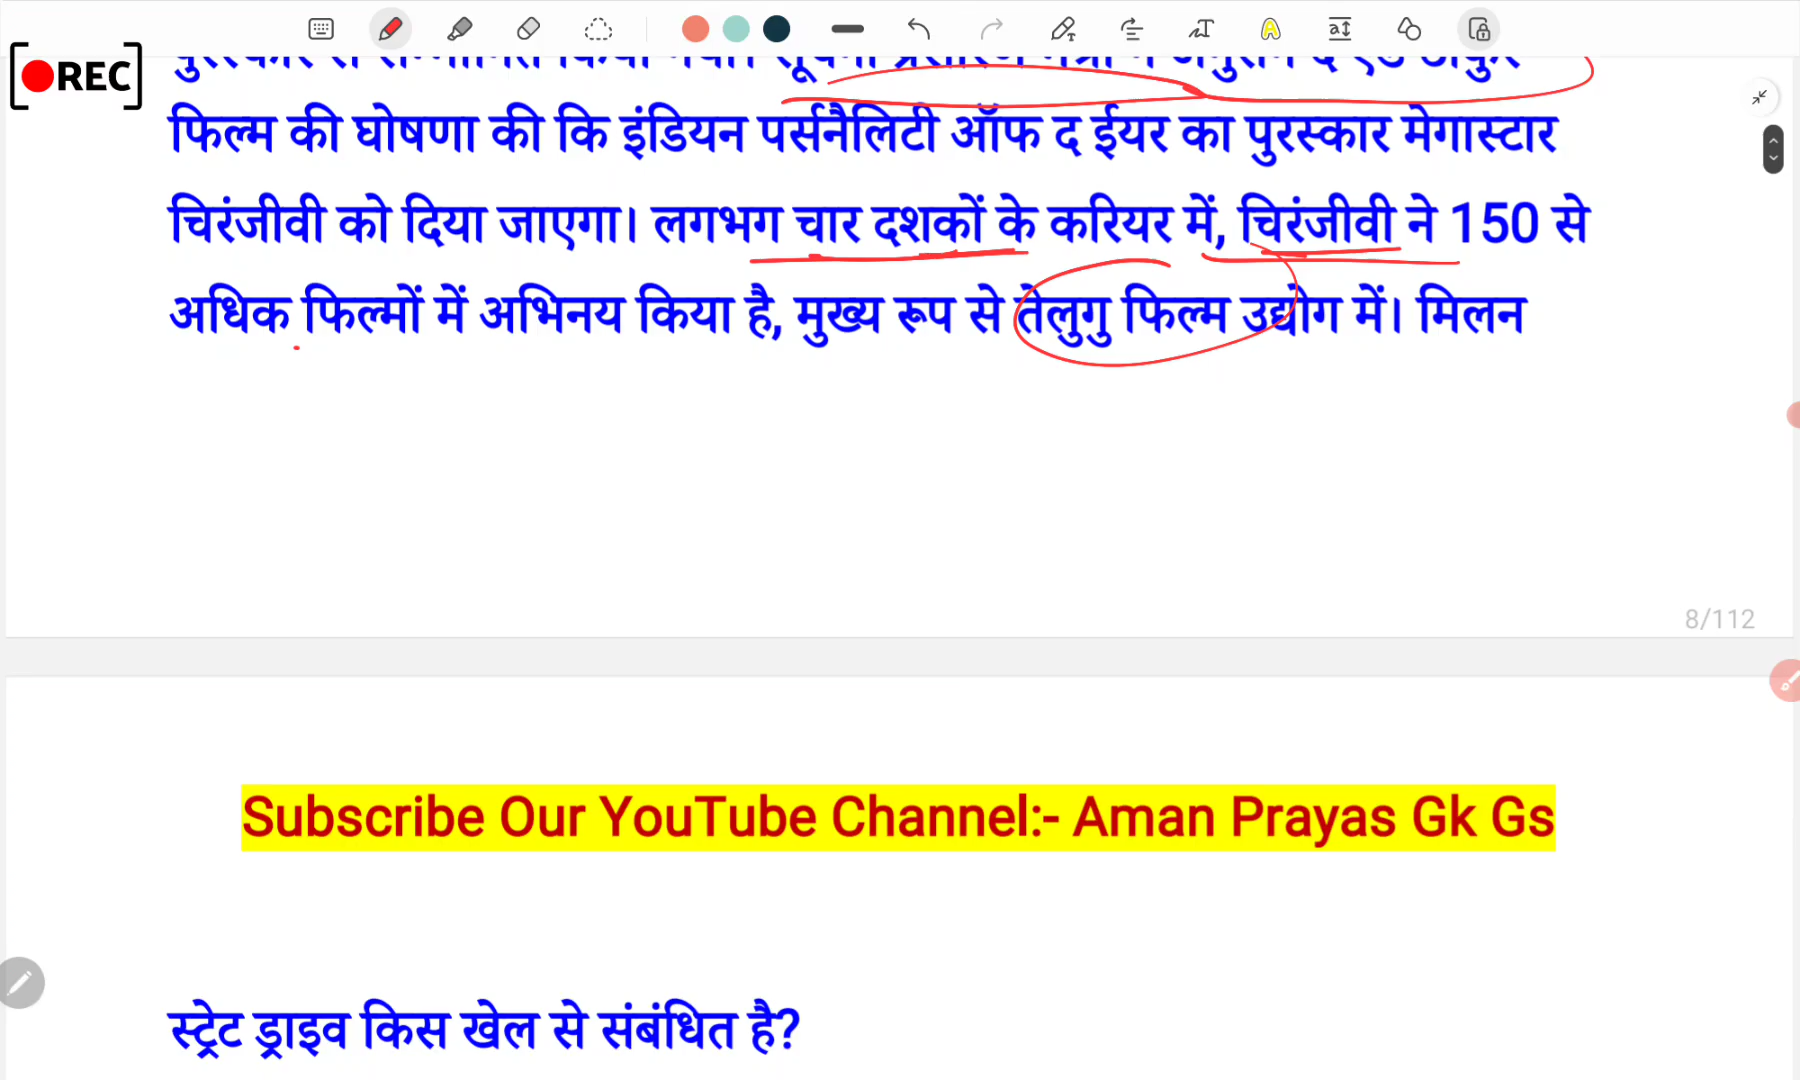 REC
फिल्म की घोषणा की कि इंडियन पर्सनैलिटी ऑफ द ईयर का पुरस्कार मेगास्टार
चिरंजीवी को दिया जाएगा। लगभग चार दशकों के करियर में, चिरंजीवी ने 150 से
अधिक फिल्मों में अभिनय किया है, मुख्य रूप से तेलुगु फिल्म उद्योग में। मिलन
8/112
Subscribe Our YouTube Channel:- Aman Prayas Gk Gs
स्ट्रेट ड्राइव किस खेल से संबंधित है?